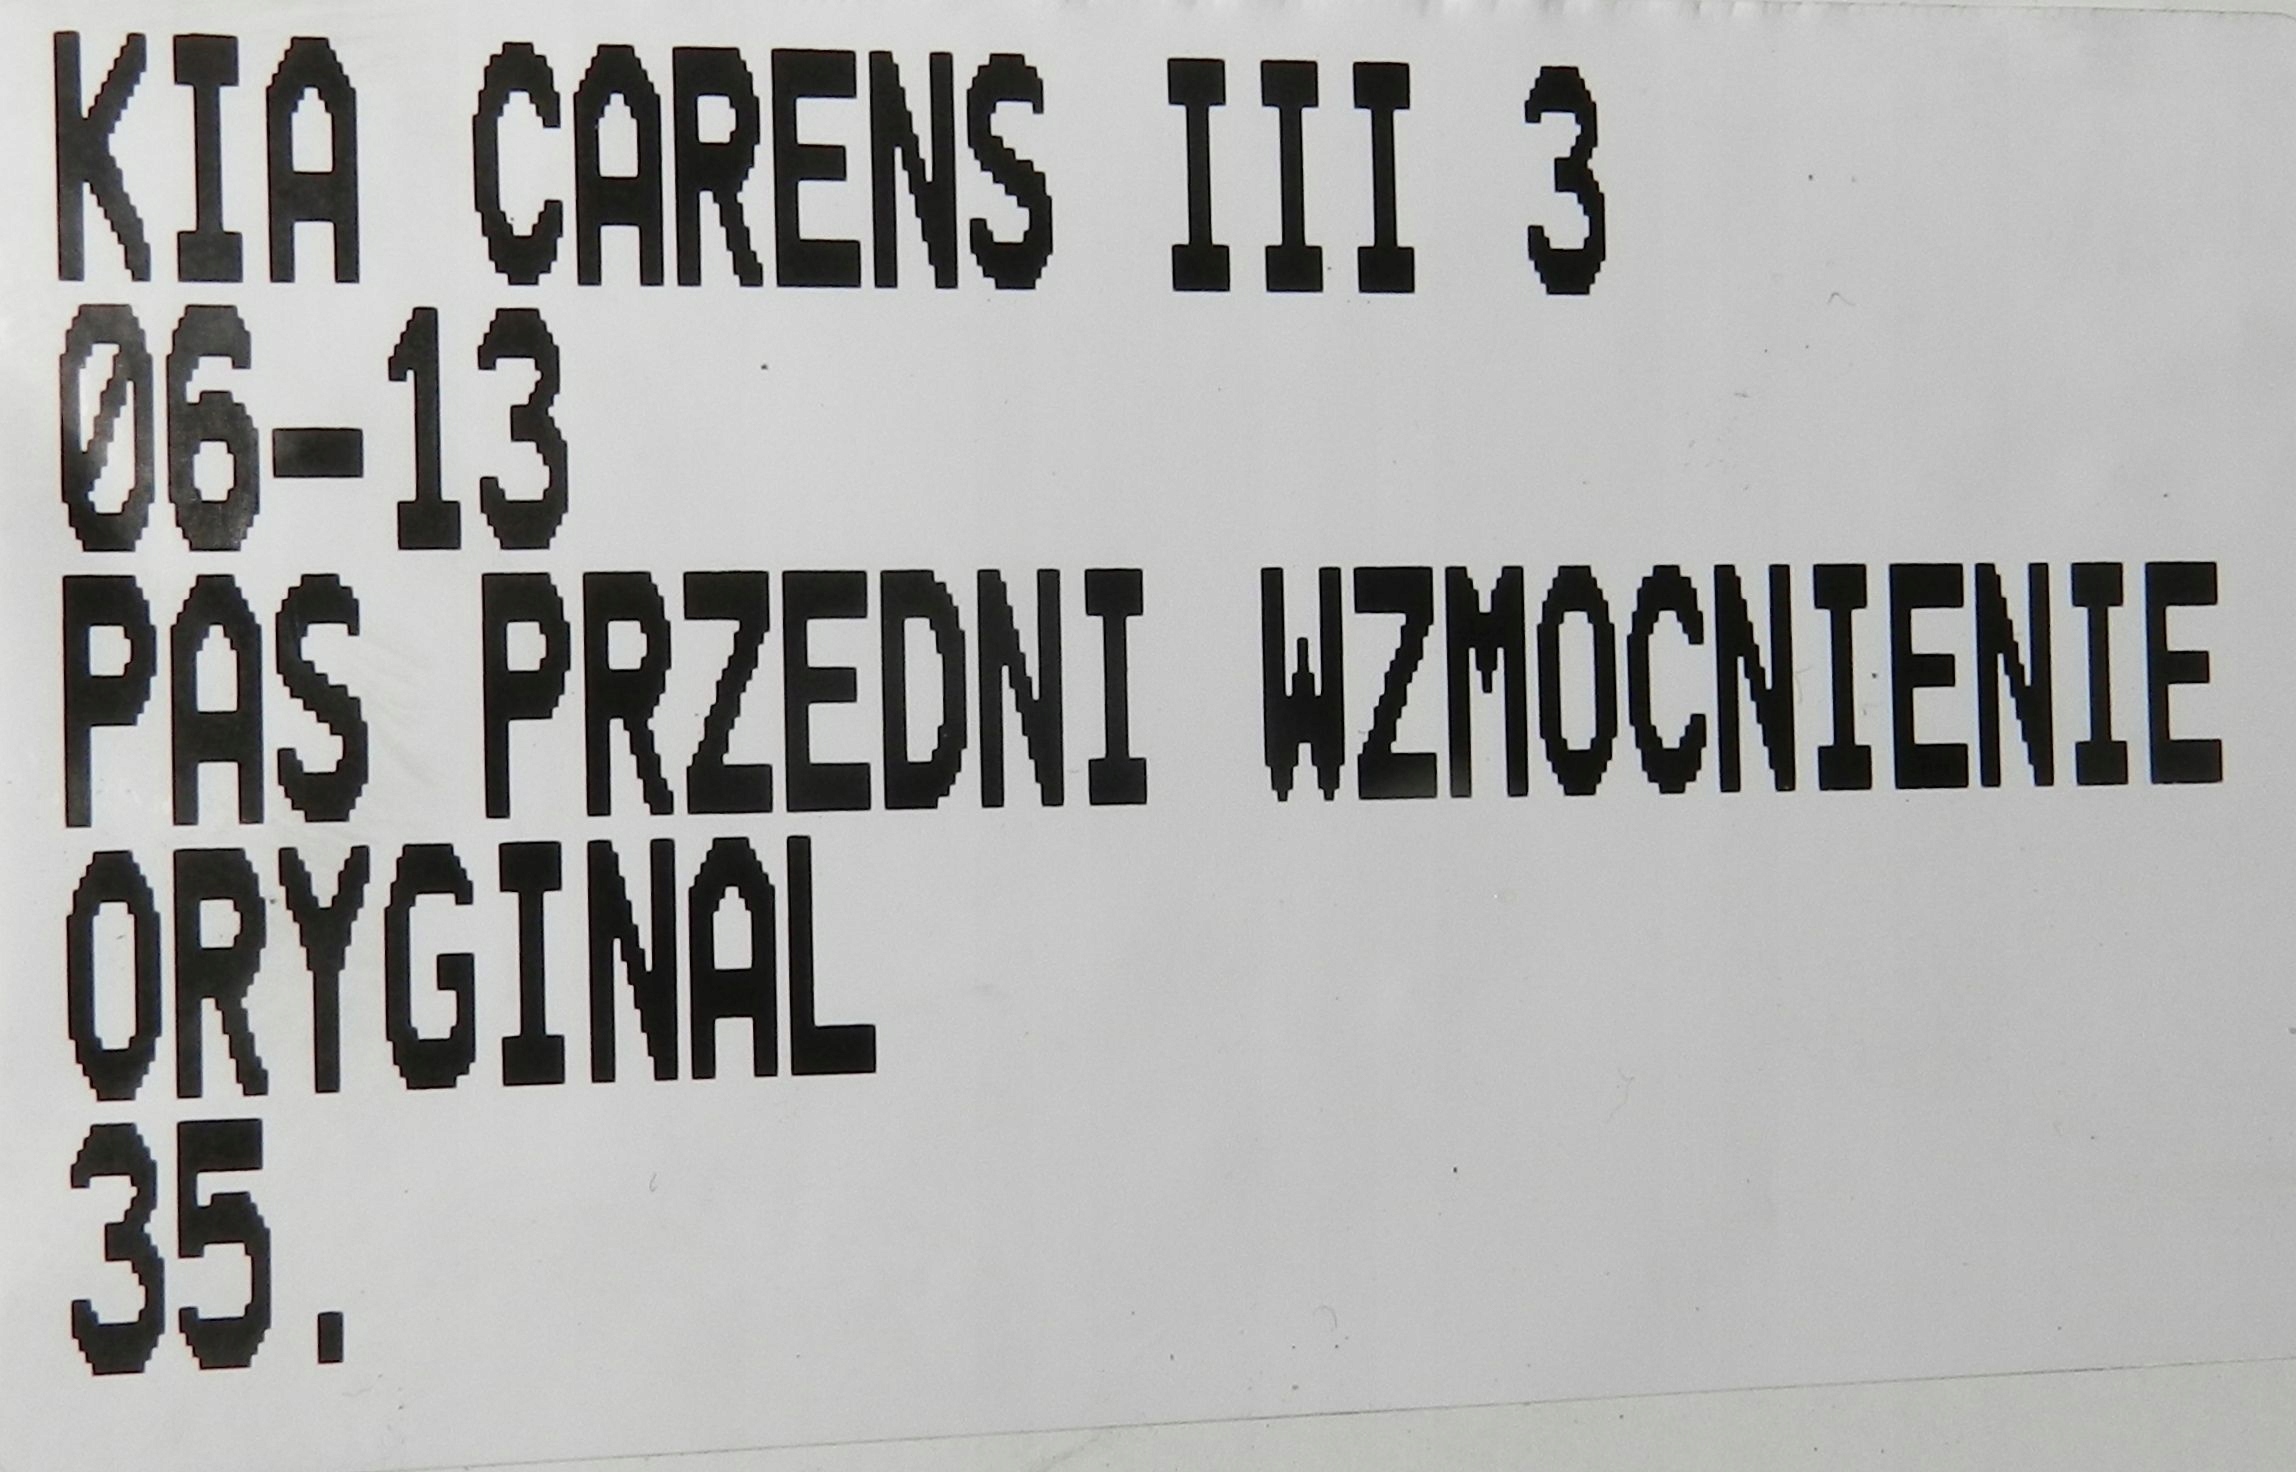 KIA CARENS III 3
06-13
PAS PRZEDNI WZMOCNIENIE
ORYGINAL
35.